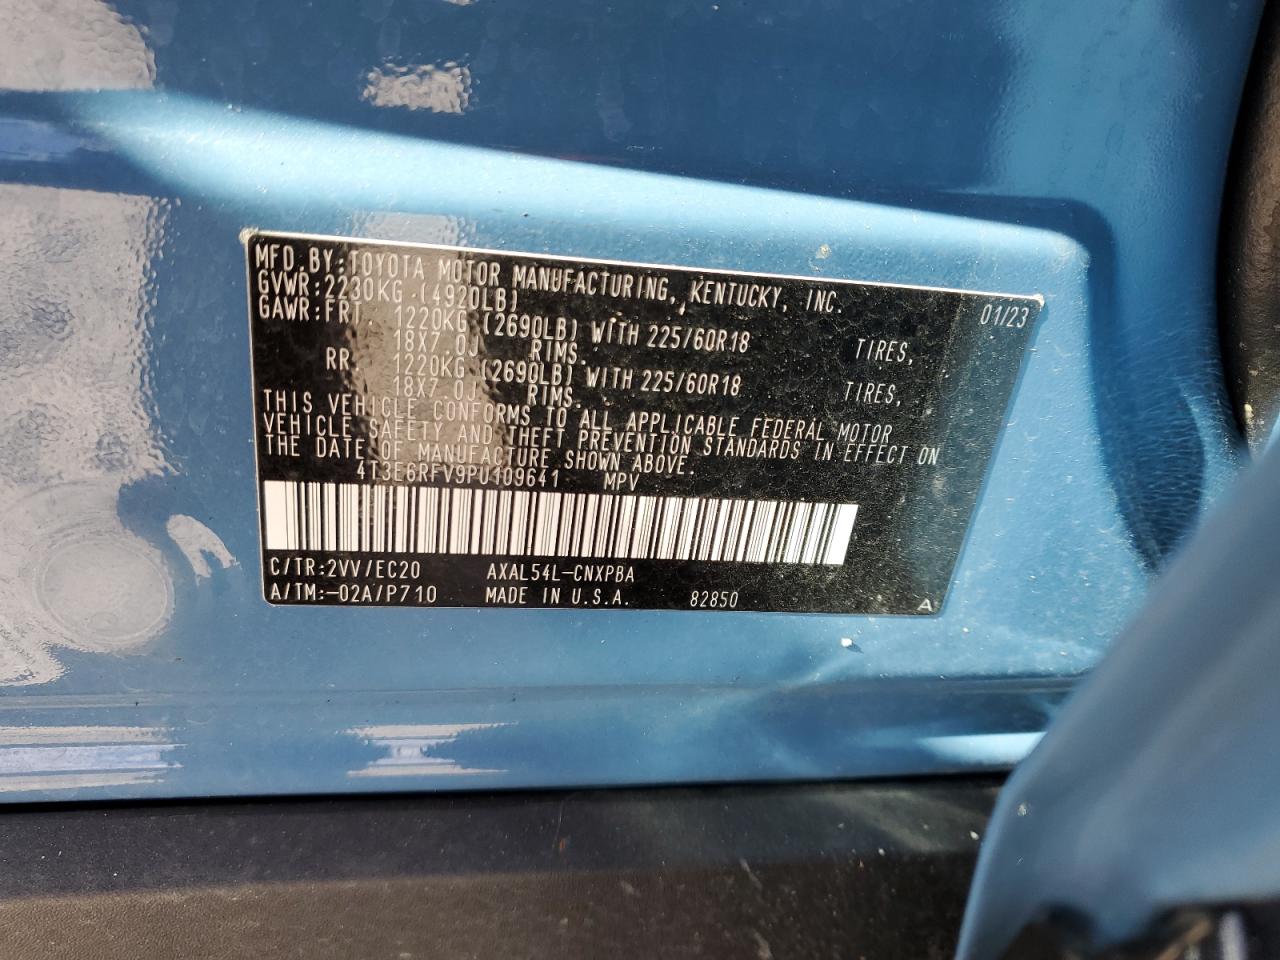 MFD. BY: TOYOTA MOTOR MANUFACTURING, KENTUCKY, INC. 01/23
GVWR: 2230KG (4920LB)
GAWR: FRT. 1220KG (2690LB) WITH 225/60R18 TIRES,
18X7.0J RIMS.
RR. 1220KG (2690LB) WITH 225/60R18 TIRES,
18X7.0J RIMS.
THIS VEHICLE CONFORMS TO ALL APPLICABLE FEDERAL MOTOR
VEHICLE SAFETY AND THEFT PREVENTION STANDARDS IN EFFECT ON
THE DATE OF MANUFACTURE SHOWN ABOVE.
4T3E6RFV9PU109641 MPV
C/TR: 2VV/EC20 AXAL54L-CNXPBA
A/TM: -02A/P710 MADE IN U.S.A. 82850 A